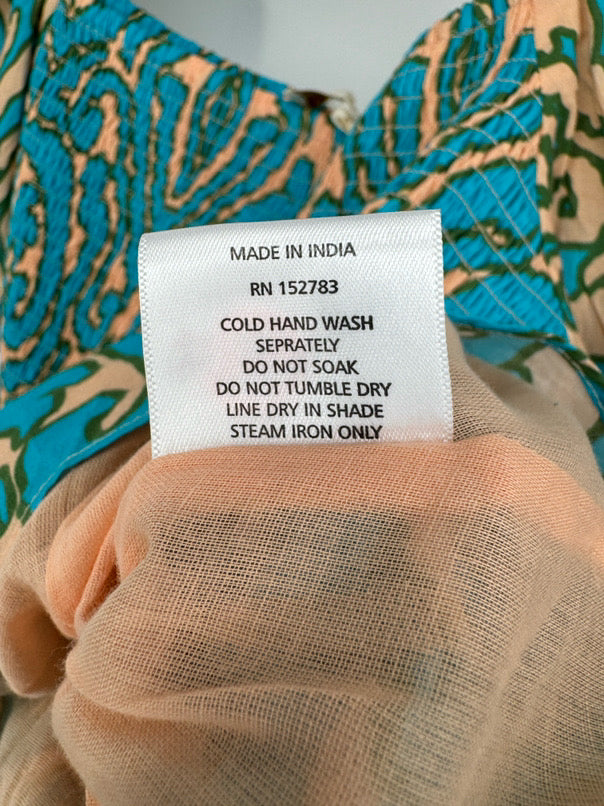 MADE IN INDIA
RN 152783
COLD HAND WASH
SEPRATELY
DO NOT SOAK
DO NOT TUMBLE DRY
LINE DRY IN SHADE
STEAM IRON ONLY